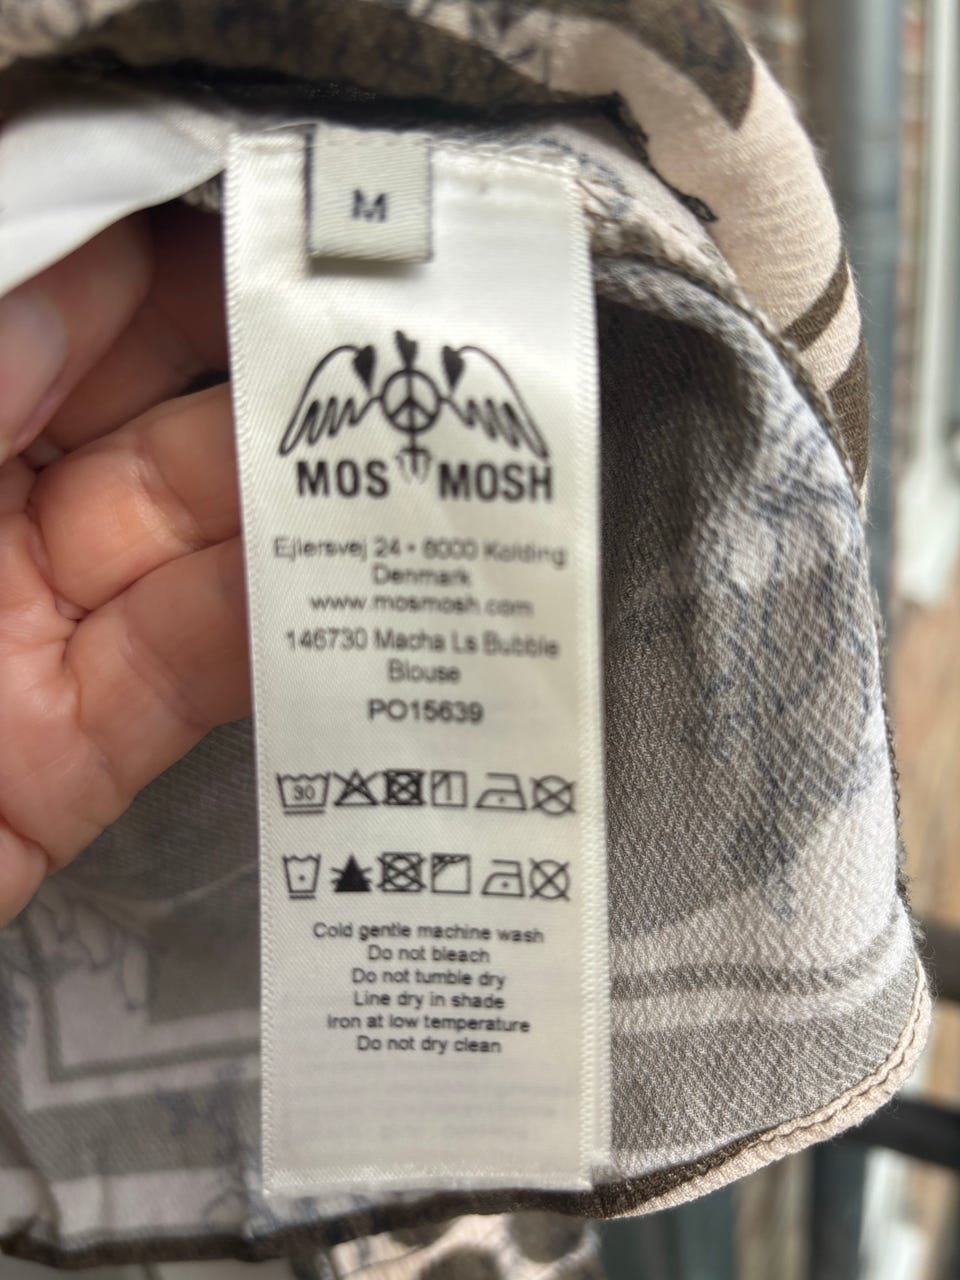 M
MOS MOSH
Ejlersvej 24 • 6000 Kolding
Denmark
www.mosmosh.com
146730 Macha Ls Bubble
Blouse
PO15639
30
Cold gentle machine wash
Do not bleach
Do not tumble dry
Line dry in shade
Iron at low temperature
Do not dry clean